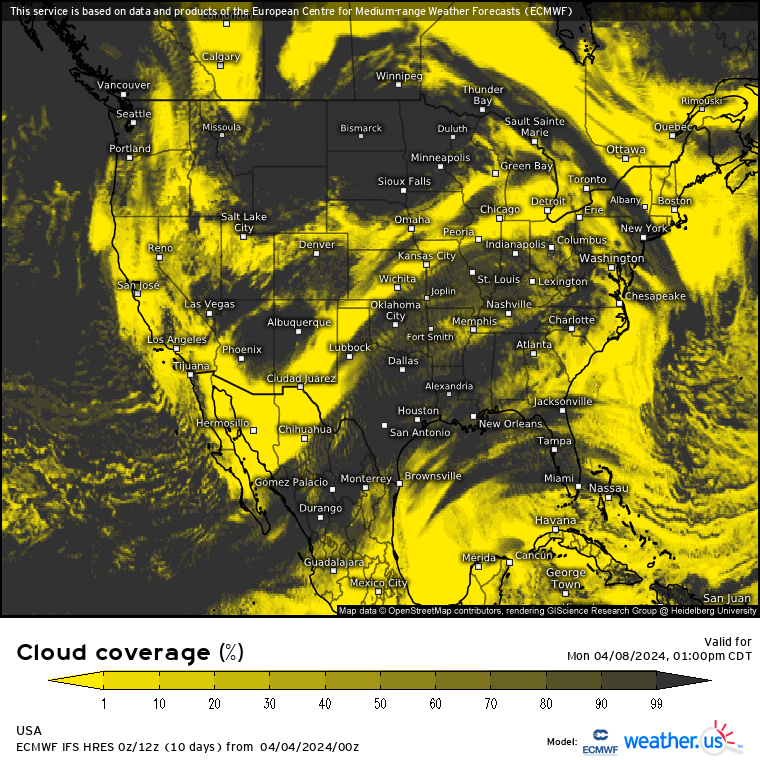 This service is based on data and products of the European Centre for Medium-range Weather Forecasts (ECMWF)
Edmonton
Calgary
Winnipeg
Vancouver
Thunder Bay
Rimouski
Seattle
Missoula
Bismarck
Duluth
Sault Sainte Marie
Quebec
Portland
Minneapolis
Green Bay
Ottawa
Sioux Falls
Toronto
Salt Lake City
Omaha
Chicago
Detroit
Erie
Albany
Boston
Reno
Denver
Peoria
Indianapolis
Columbus
New York
Kansas City
Washington
San José
Wichita
St. Louis
Lexington
Las Vegas
Joplin
Chesapeake
Albuquerque
Oklahoma City
Nashville
Memphis
Charlotte
Los Angeles
Phoenix
Lubbock
Fort Smith
Atlanta
Tijuana
Ciudad Juárez
Dallas
Alexandria
Jacksonville
Hermosillo
Chihuahua
Houston
San Antonio
New Orleans
Tampa
Gómez Palacio
Monterrey
Brownsville
Miami
Nassau
Durango
Havana
Guadalajara
Mérida
Cancún
Mexico City
George Town
San Juan
Map data © OpenStreetMap contributors, rendering GIScience Research Group @ Heidelberg University
Cloud coverage (%)
Valid for
Mon 04/08/2024, 01:00pm CDT
1 10 20 30 40 50 60 70 80 90 99
USA
ECMWF IFS HRES 0z/12z (10 days) from 04/04/2024/00z
Model:
ECMWF
weather.us